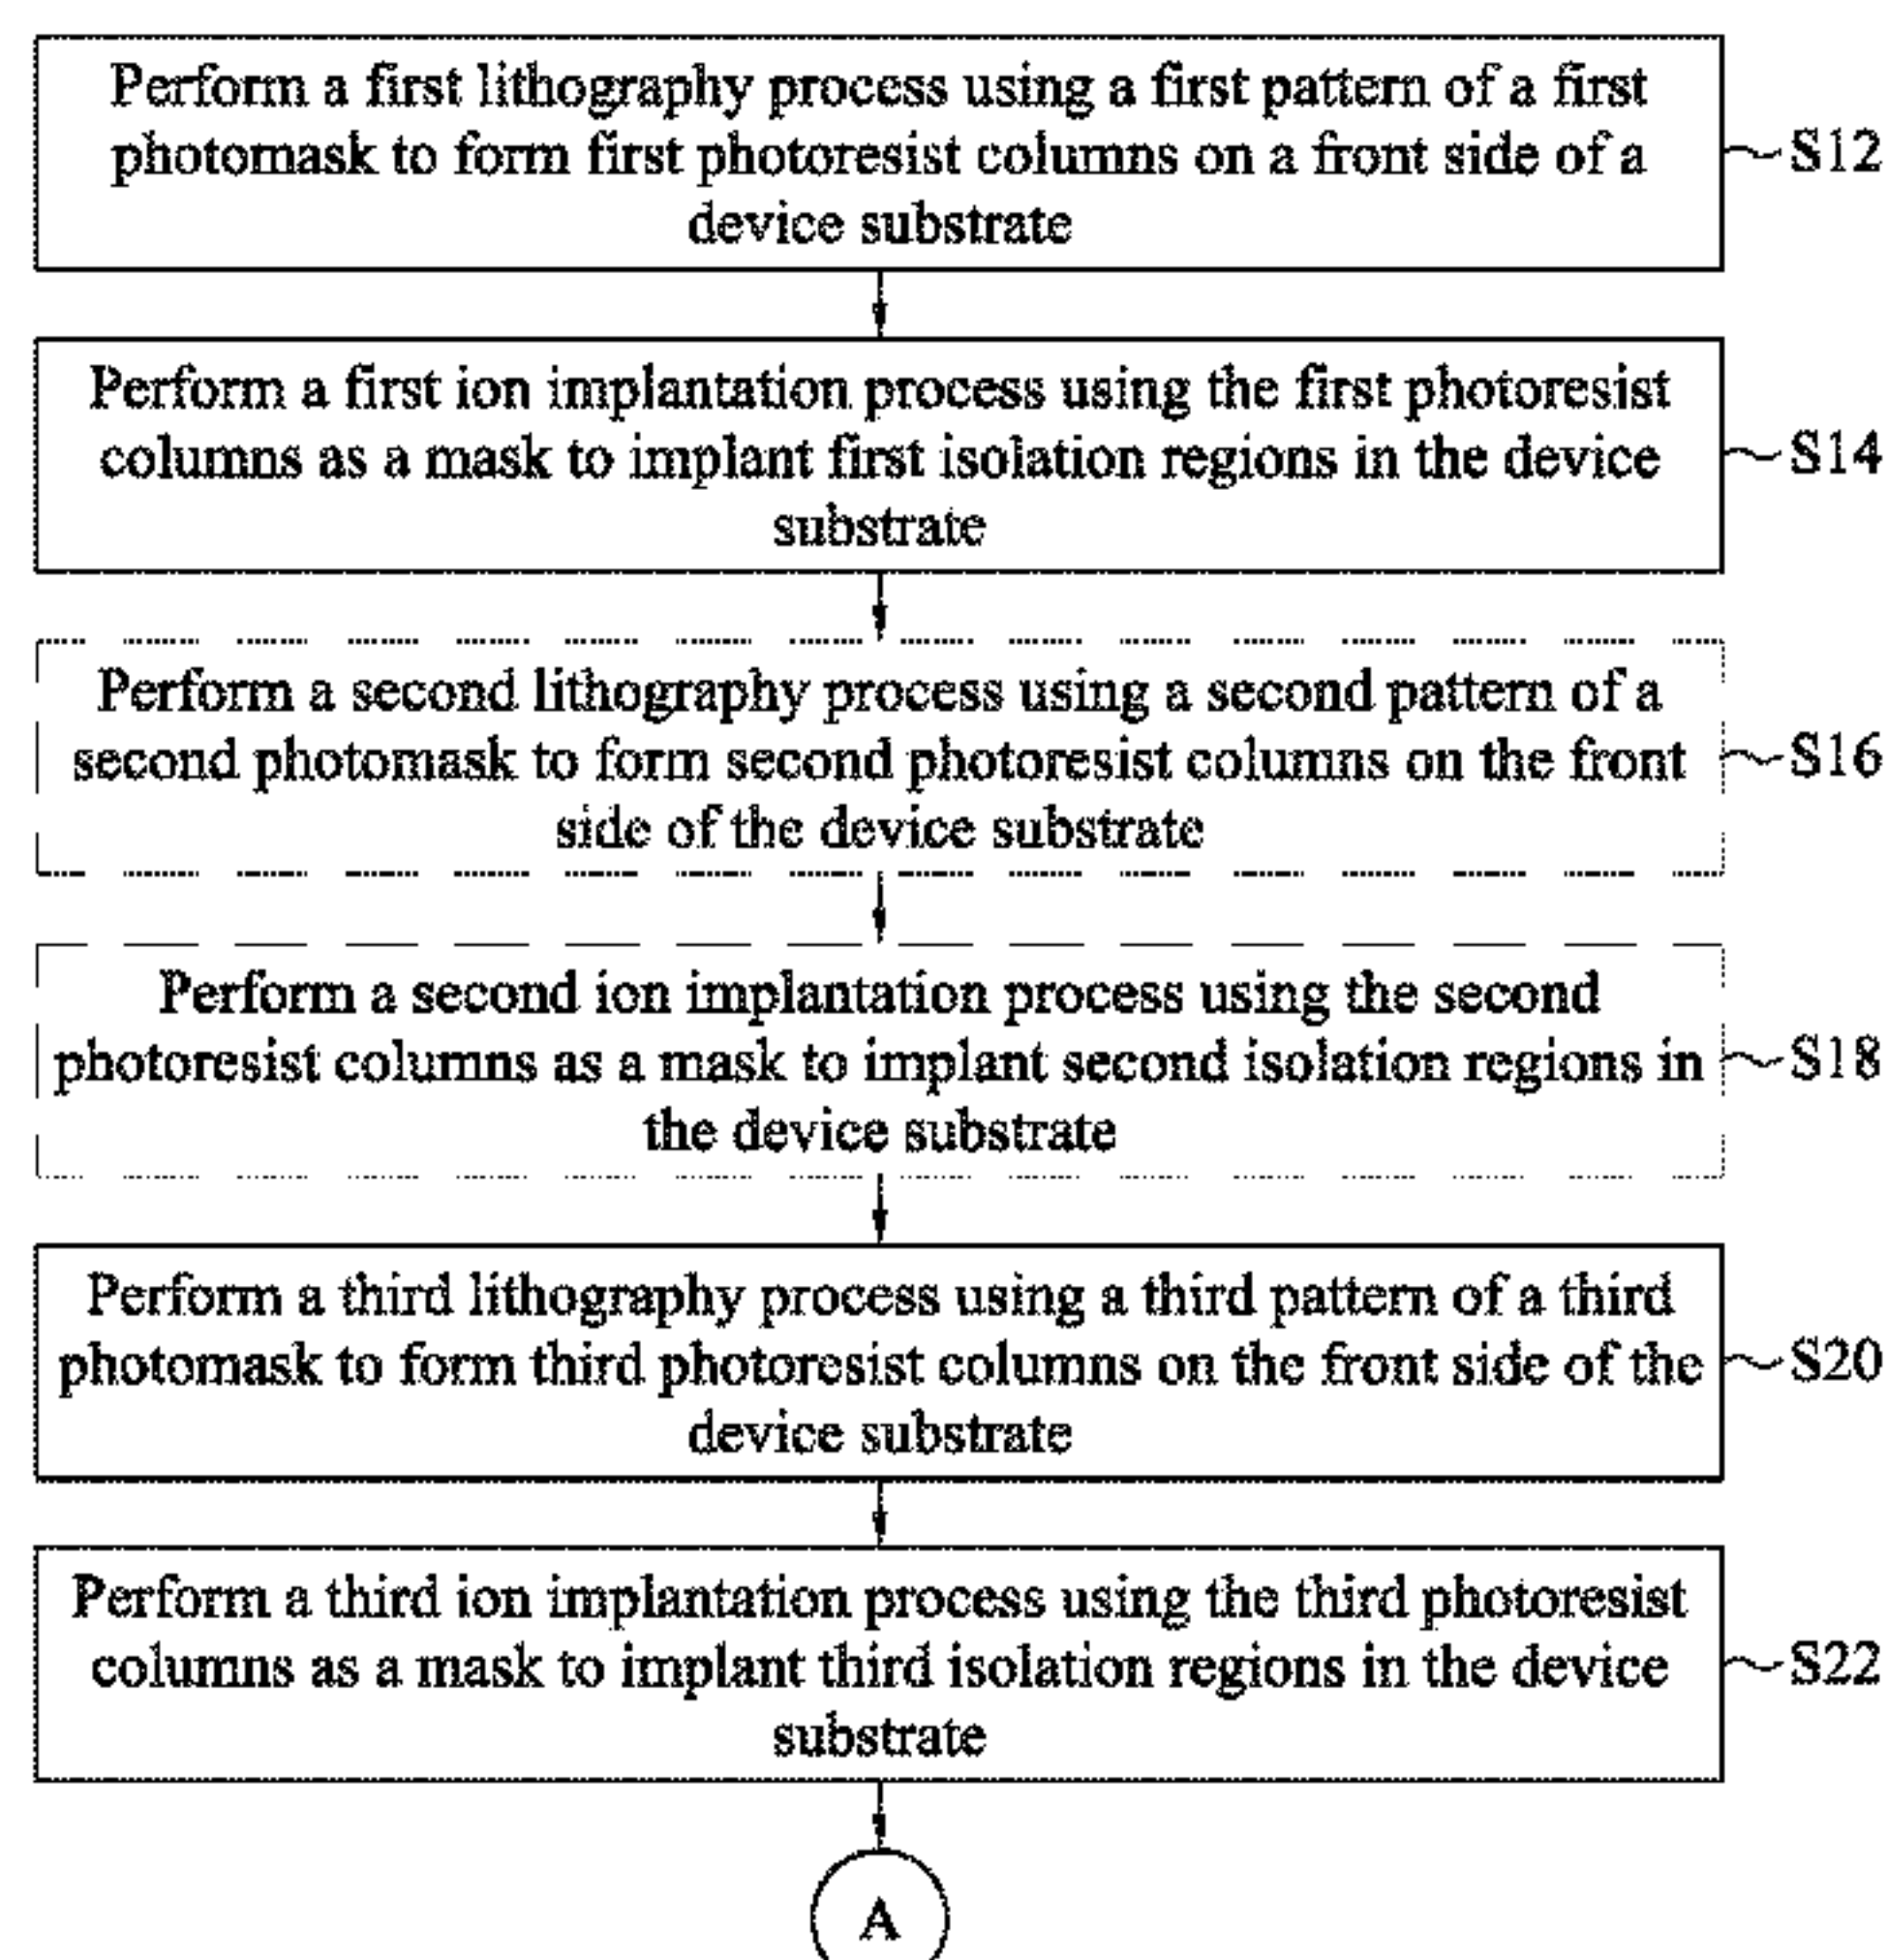 Perform a first lithography process using a first pattern of a first
photomask to form first photoresist columns on a front side of a
device substrate
S12
Perform a first ion implantation process using the first photoresist
columns as a mask to implant first isolation regions in the device
substrate
S14
Perform a second lithography process using a second pattern of a
second photomask to form second photoresist columns on the front
side of the device substrate
S16
Perform a second ion implantation process using the second
photoresist columns as a mask to implant second isolation regions in
the device substrate
S18
Perform a third lithography process using a third pattern of a third
photomask to form third photoresist columns on the front side of the
device substrate
S20
Perform a third ion implantation process using the third photoresist
columns as a mask to implant third isolation regions in the device
substrate
S22
A